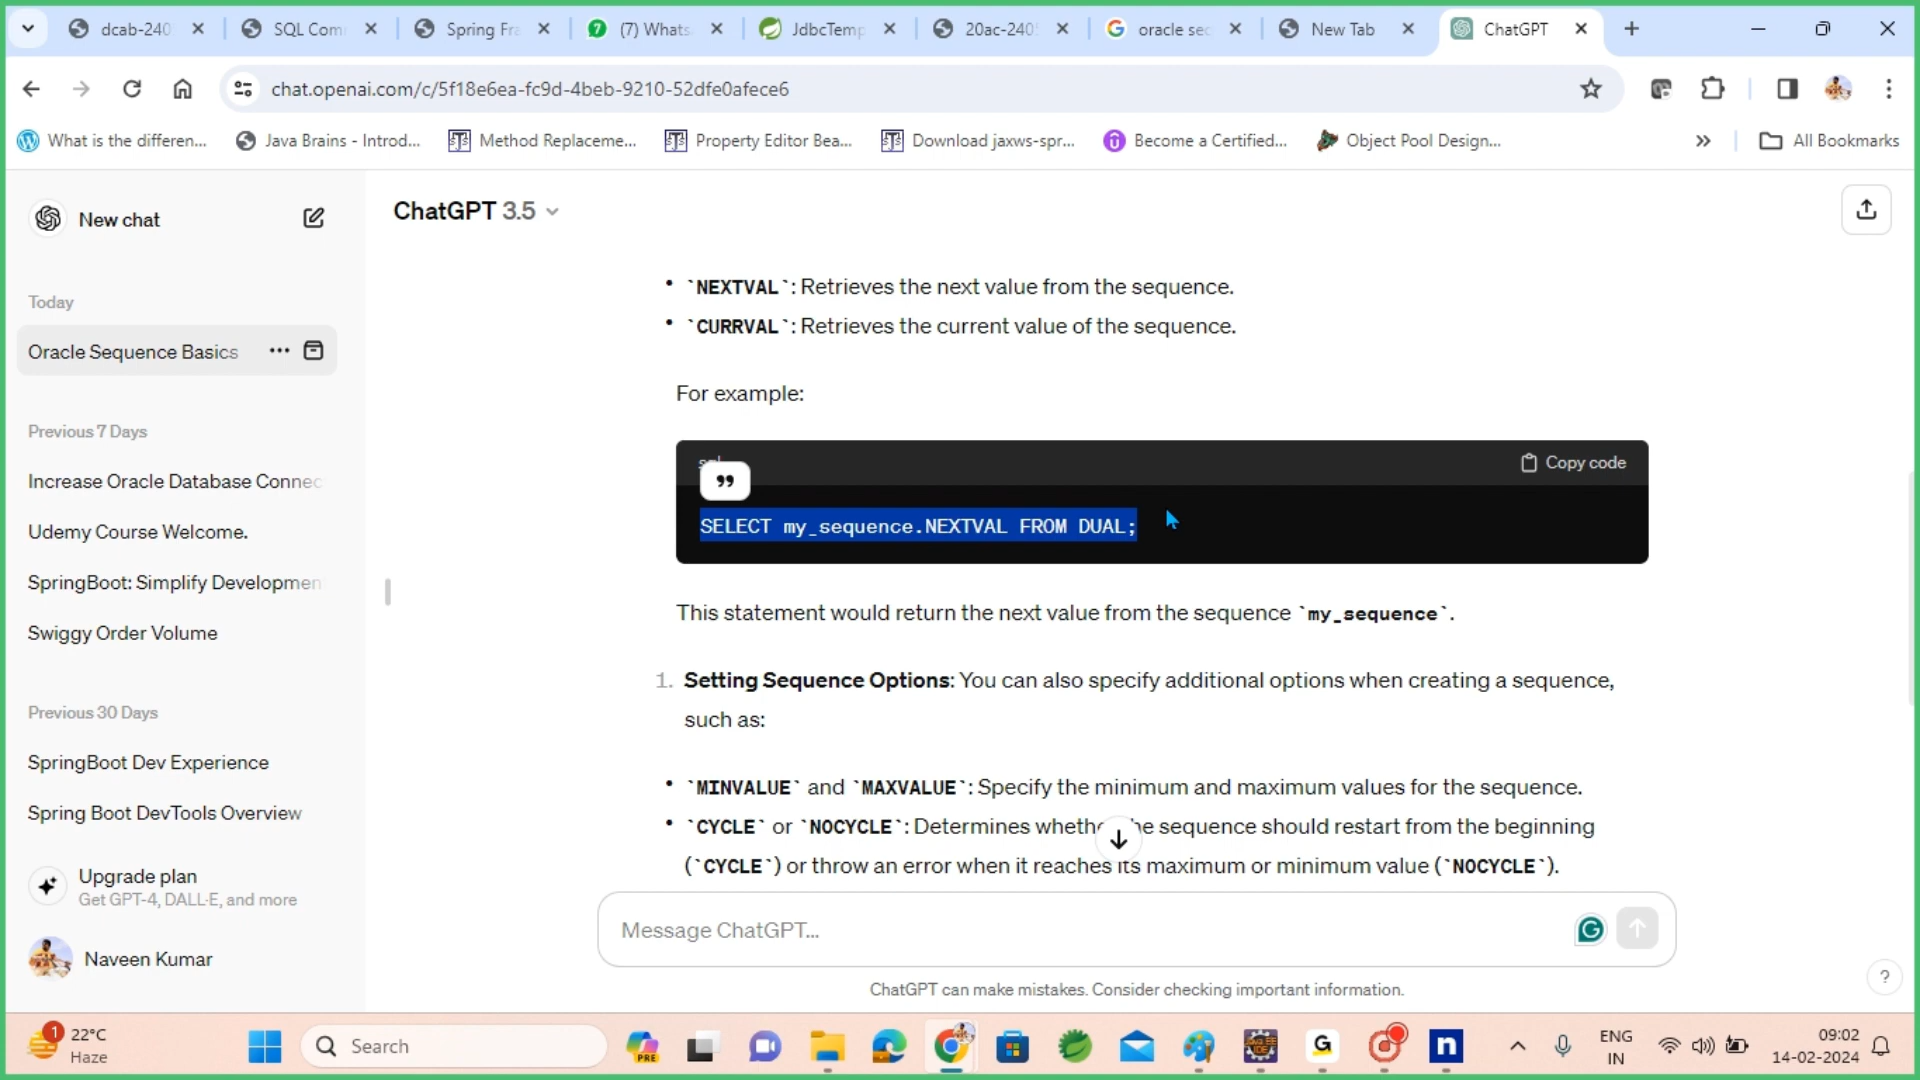 dcab-240
SQL Com
Spring Fra
(7) Whats
JdbcTemp
20ac-240
oracle sec
New Tab
ChatGPT
chat.openai.com/c/5f18e6ea-fc9d-4beb-9210-52dfe0afece6
What is the differen...
Java Brains - Introd...
Method Replaceme...
Property Editor Bea...
Download jaxws-spr...
Become a Certified...
Object Pool Design...
All Bookmarks
New chat
ChatGPT 3.5
Today
Oracle Sequence Basics
Previous 7 Days
Increase Oracle Database Connec
Udemy Course Welcome.
SpringBoot: Simplify Developmen
Swiggy Order Volume
Previous 30 Days
SpringBoot Dev Experience
Spring Boot DevTools Overview
Upgrade plan
Get GPT-4, DALL·E, and more
Naveen Kumar
• `NEXTVAL`: Retrieves the next value from the sequence.
• `CURRVAL`: Retrieves the current value of the sequence.
For example:
Copy code
SELECT my_sequence.NEXTVAL FROM DUAL;
This statement would return the next value from the sequence `my_sequence`.
1. Setting Sequence Options: You can also specify additional options when creating a sequence,
such as:
• `MINVALUE` and `MAXVALUE`: Specify the minimum and maximum values for the sequence.
• `CYCLE` or `NOCYCLE`: Determines whether the sequence should restart from the beginning
(`CYCLE`) or throw an error when it reaches its maximum or minimum value (`NOCYCLE`).
Message ChatGPT...
ChatGPT can make mistakes. Consider checking important information.
?
1
22°C
Haze
Search
PRE
ENG
IN
09:02
14-02-2024